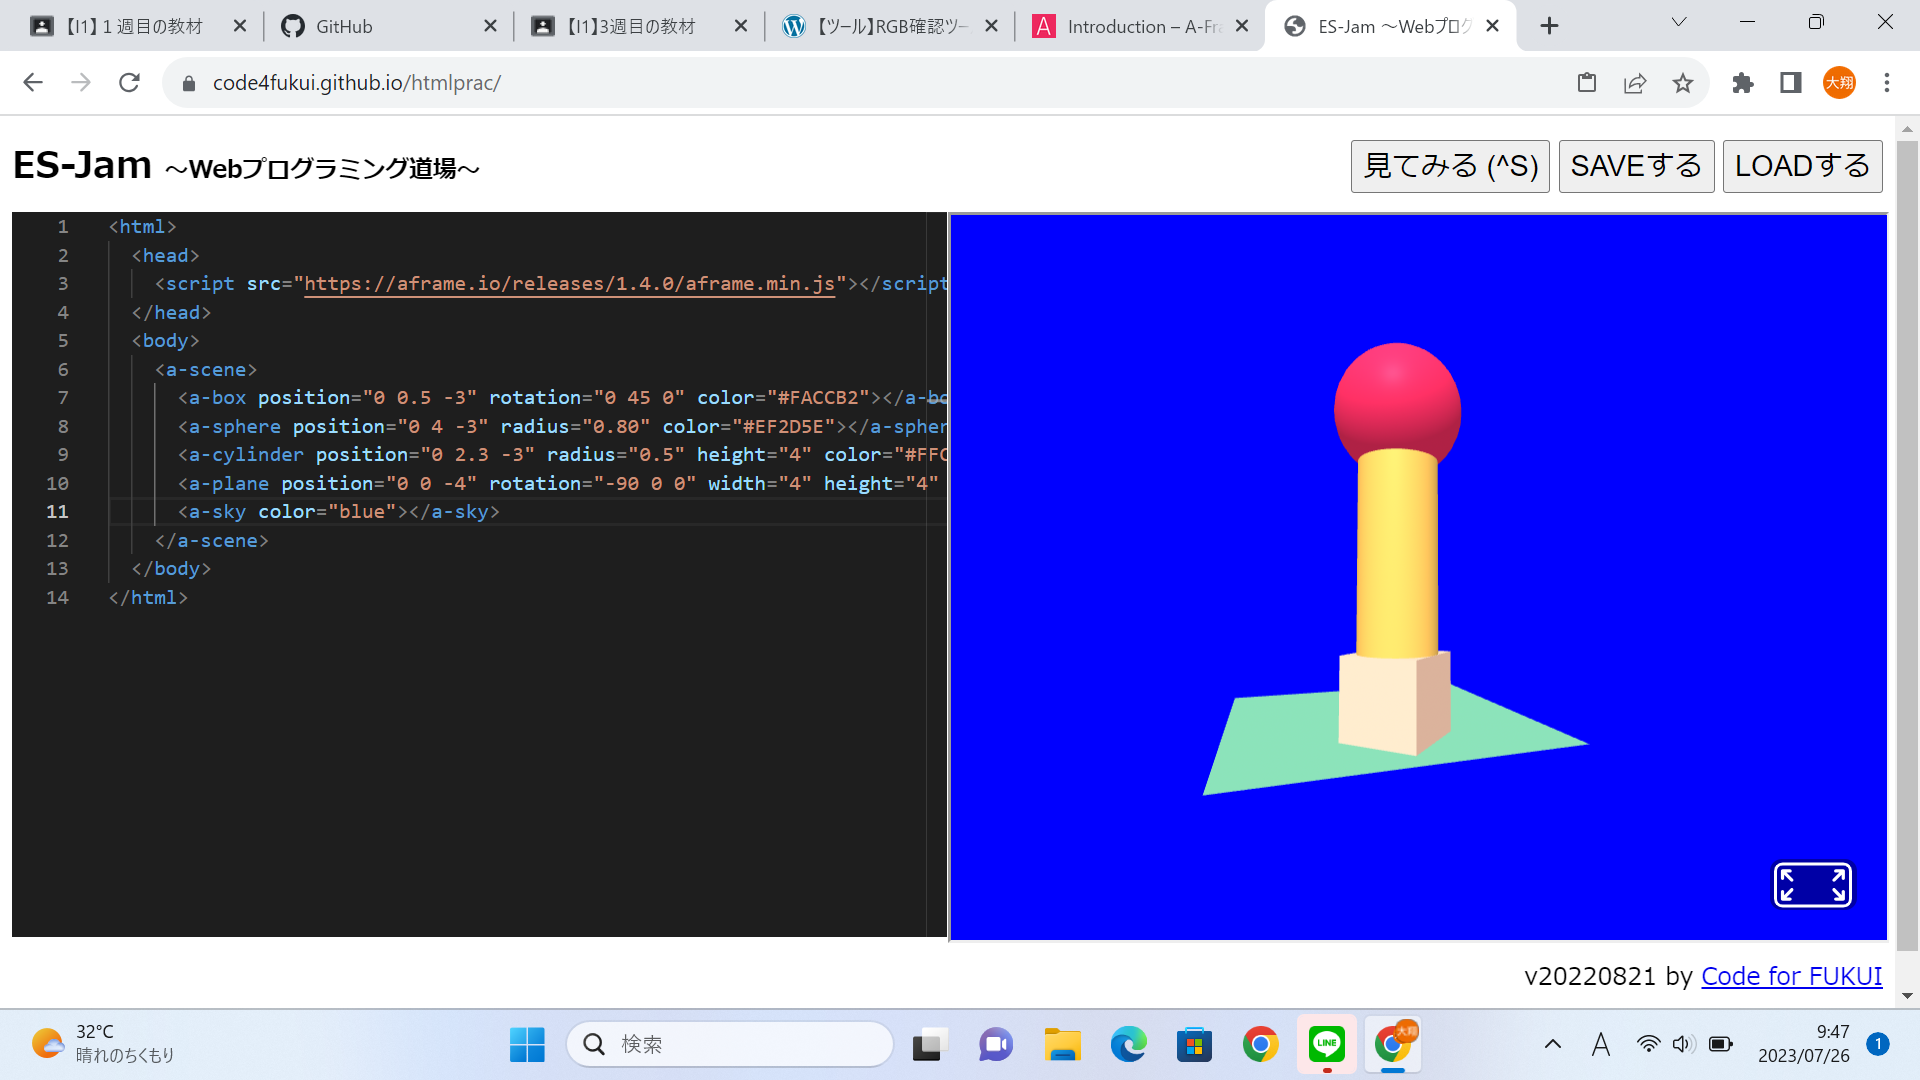 【I1】１週目の教材
GitHub
【I1】3週目の教材
【ツール】RGB確認ツー
Introduction – A-Fra
ES-Jam ～Webプログ
code4fukui.github.io/htmlprac/
大翔
ES-Jam ～Webプログラミング道場～
見てみる (^S)
SAVEする
LOADする
1 <html>
2 <head>
3 <script src="https://aframe.io/releases/1.4.0/aframe.min.js"></script
4 </head>
5 <body>
6 <a-scene>
7 <a-box position="0 0.5 -3" rotation="0 45 0" color="#FACCB2"></a-bo
8 <a-sphere position="0 4 -3" radius="0.80" color="#EF2D5E"></a-spher
9 <a-cylinder position="0 2.3 -3" radius="0.5" height="4" color="#FFC
10 <a-plane position="0 0 -4" rotation="-90 0 0" width="4" height="4"
11 <a-sky color="blue"></a-sky>
12 </a-scene>
13 </body>
14 </html>
v20220821 by Code for FUKUI
32°C
晴れのちくもり
検索
LINE
大翔
A
9:47
2023/07/26
1